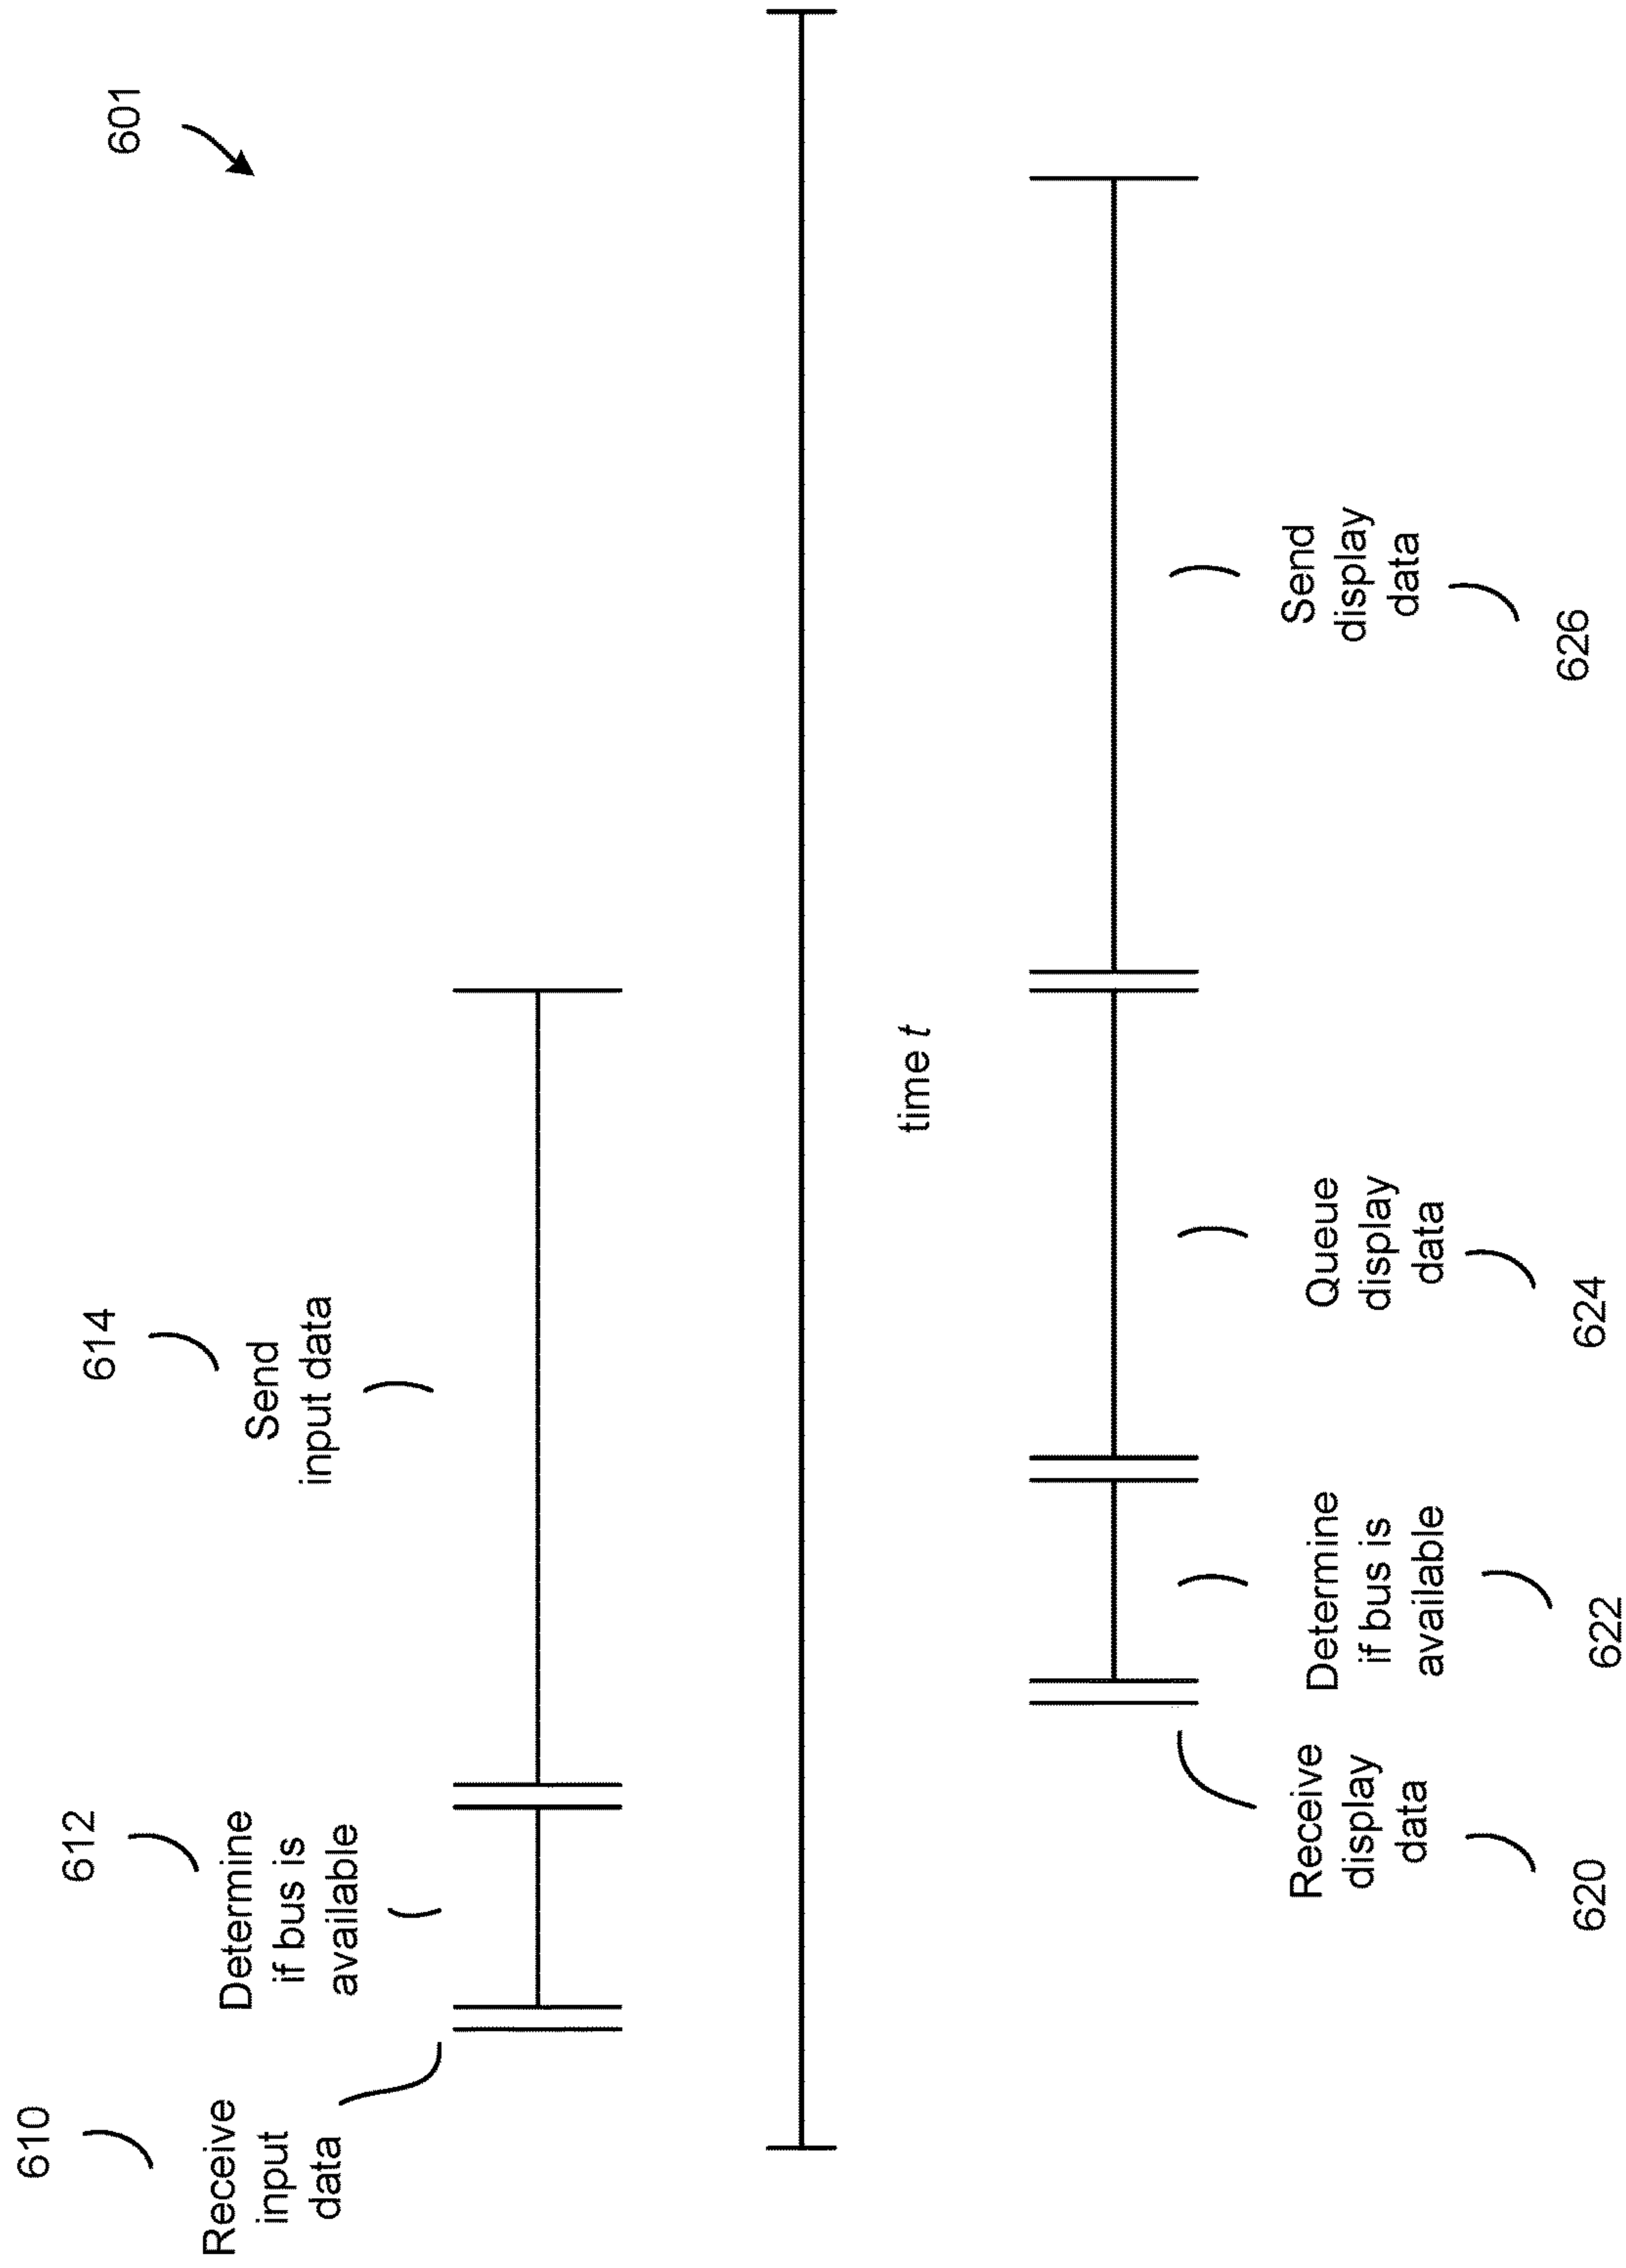 601
610
Receive
input
data
612
Determine
if bus is
available
614
Send
input data
time t
Receive
display
data
620
Determine
if bus is
available
622
Queue
display
data
624
Send
display
data
626